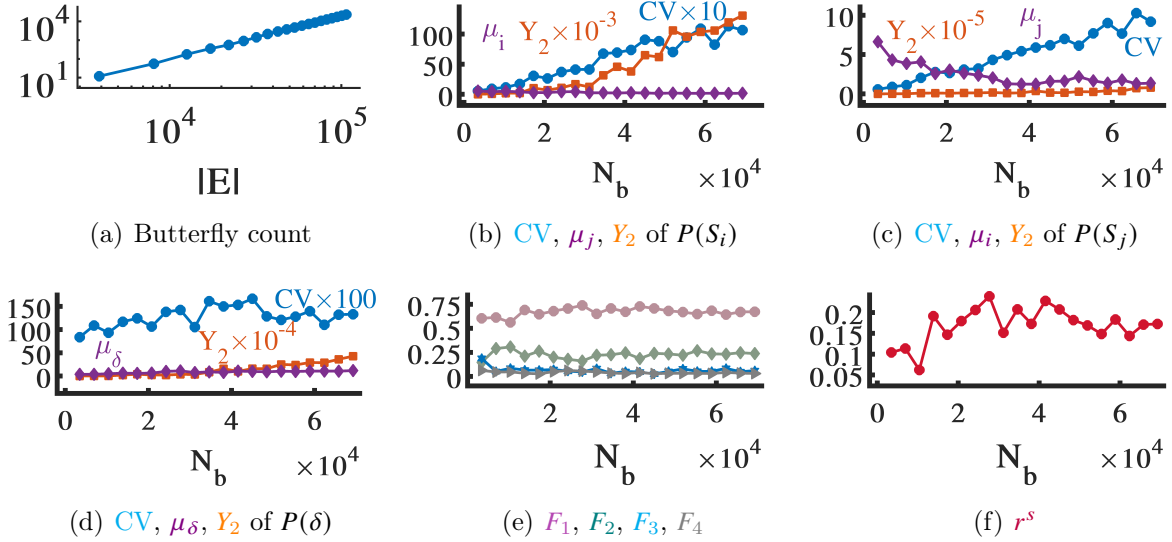 10^4
10^1
10^4 10^5
|E|
(a) Butterfly count
100
50
0
μ_i Y_2×10^-3 CV×10
0 2 4 6
N_b ×10^4
(b) CV, μ_j, Y_2 of P(S_i)
10
5
0
Y_2×10^-5 μ_j CV
0 2 4 6
N_b ×10^4
(c) CV, μ_i, Y_2 of P(S_j)
150
100
50
0
CV×100
Y_2×10^-4
μ_δ
0 2 4 6
N_b ×10^4
(d) CV, μ_δ, Y_2 of P(δ)
0.75
0.5
0.25
0
0 2 4 6
N_b ×10^4
(e) F_1, F_2, F_3, F_4
0.2
0.15
0.1
0.05
0 2 4 6
N_b ×10^4
(f) r^s